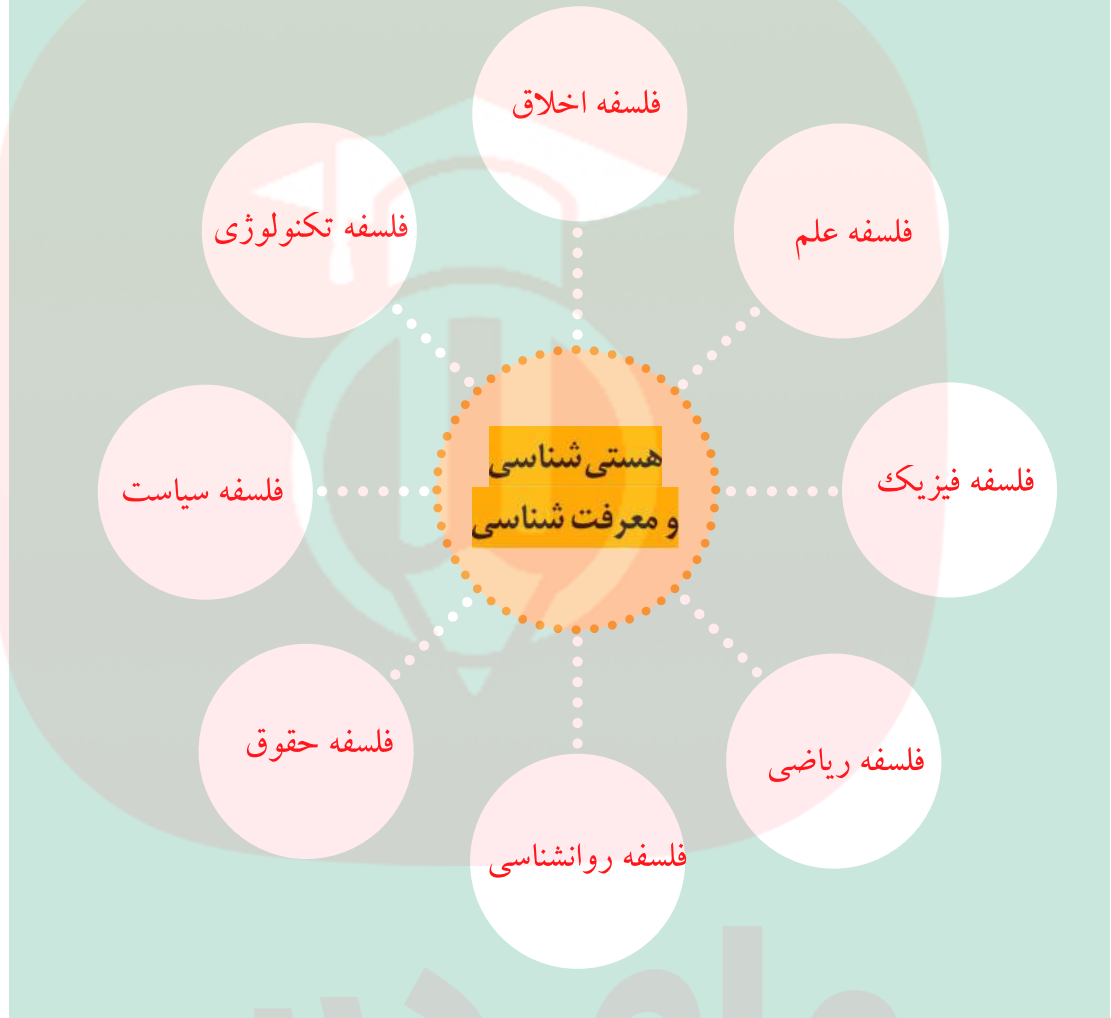 فلسفه اخلاق
فلسفه علم
فلسفه تکنولوژی
هستی شناسی
و معرفت شناسی
فلسفه فیزیک
فلسفه سیاست
فلسفه ریاضی
فلسفه حقوق
فلسفه روانشناسی